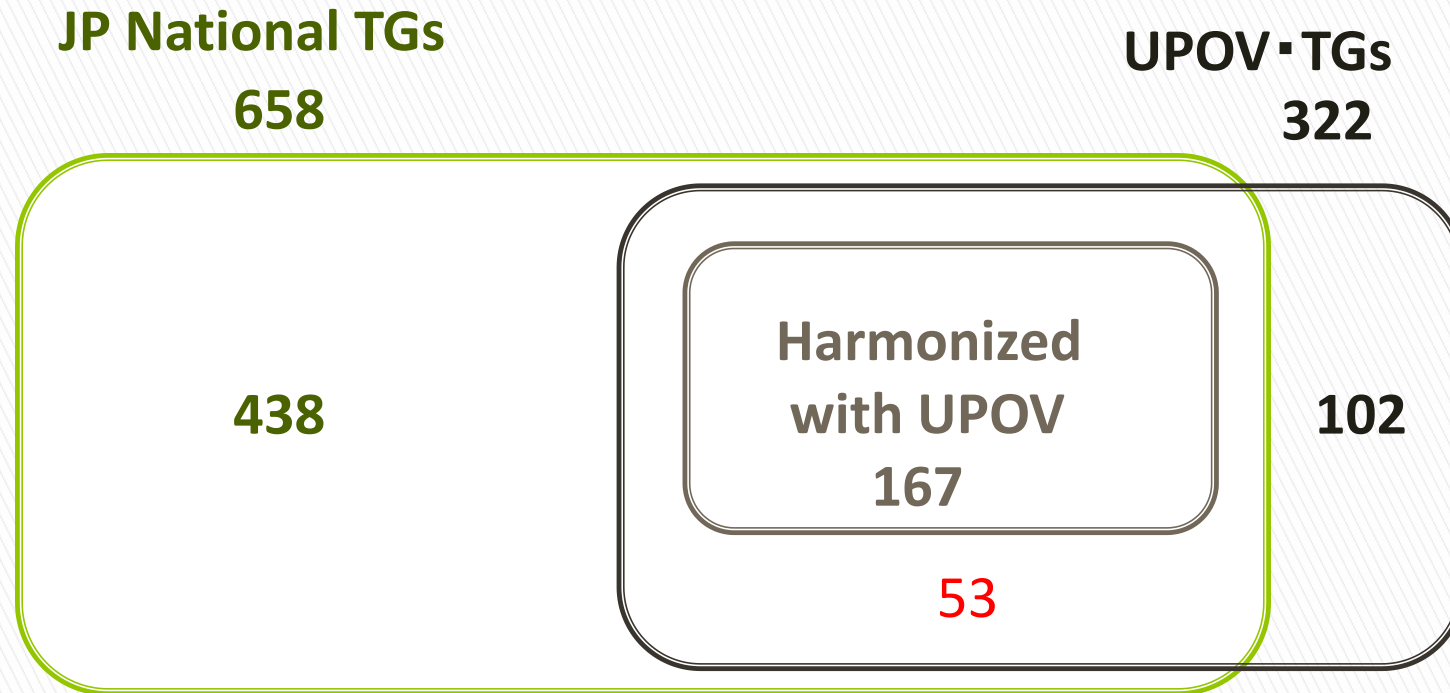 JP National TGs
658
UPOV・TGs
322
438
Harmonized
with UPOV
167
102
53